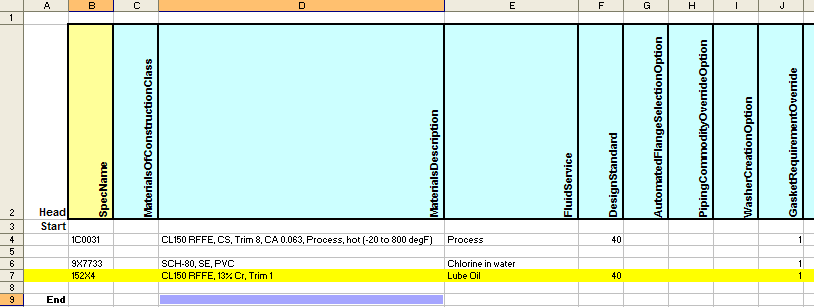 A B C D E F G H I J
1
2 Head SpecName MaterialsOfConstructionClass MaterialsDescription FluidService DesignStandard AutomatedFlangeSelectionOption PipingCommodityOverrideOption WasherCreationOption GasketRequirementOverride
3 Start
4 1C0031 CL150 RFFE, CS, Trim 8, CA 0.063, Process, hot (-20 to 800 degF) Process 40 1
5
6 9X7733 SCH-80, SE, PVC Chlorine in water 1
7 152X4 CL150 RFFE, 13% Cr, Trim 1 Lube Oil 40 1
8
9 End